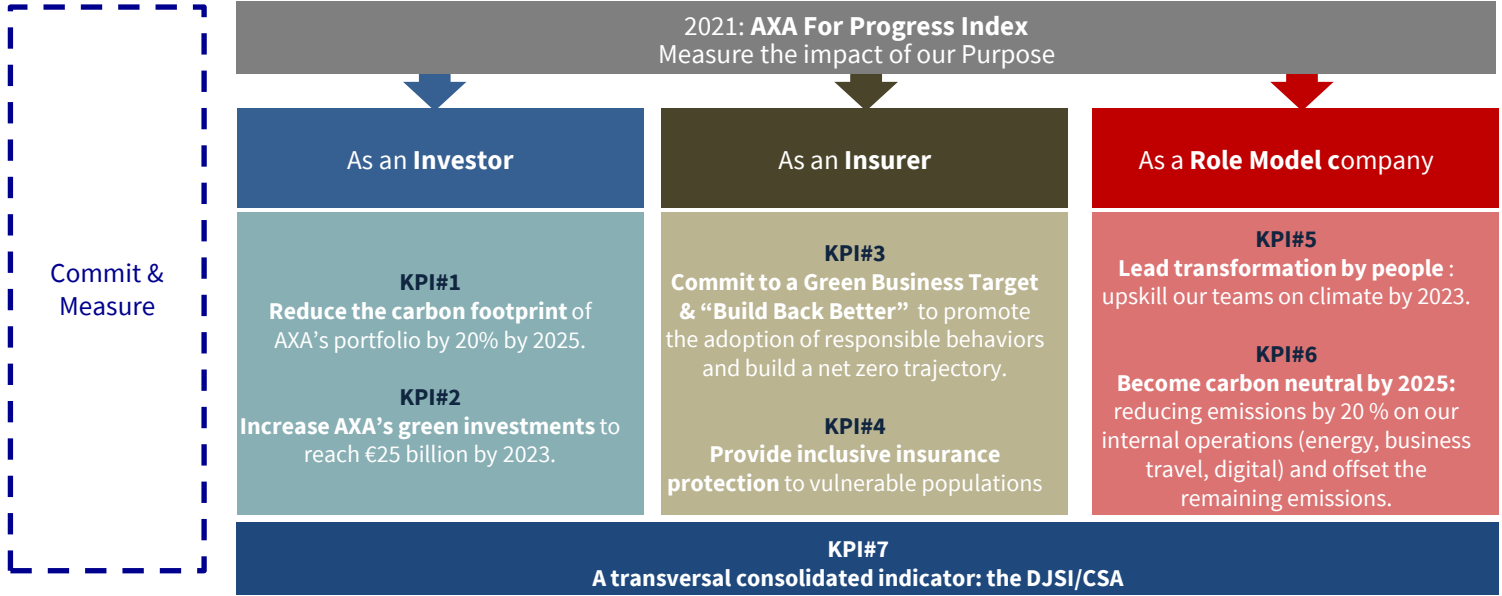 2021: AXA For Progress Index
Measure the impact of our Purpose
Commit &
Measure
As an Investor
KPI#1
Reduce the carbon footprint of
AXA's portfolio by 20% by 2025.
KPI#2
Increase AXA's green investments to
reach €25 billion by 2023.
As an Insurer
KPI#3
Commit to a Green Business Target
& “Build Back Better” to promote
the adoption of responsible behaviors
and build a net zero trajectory.
KPI#4
Provide inclusive insurance
protection to vulnerable populations
As a Role Model company
KPI#5
Lead transformation by people :
upskill our teams on climate by 2023.
KPI#6
Become carbon neutral by 2025:
reducing emissions by 20 % on our
internal operations (energy, business
travel, digital) and offset the
remaining emissions.
KPI#7
A transversal consolidated indicator: the DJSI/CSA